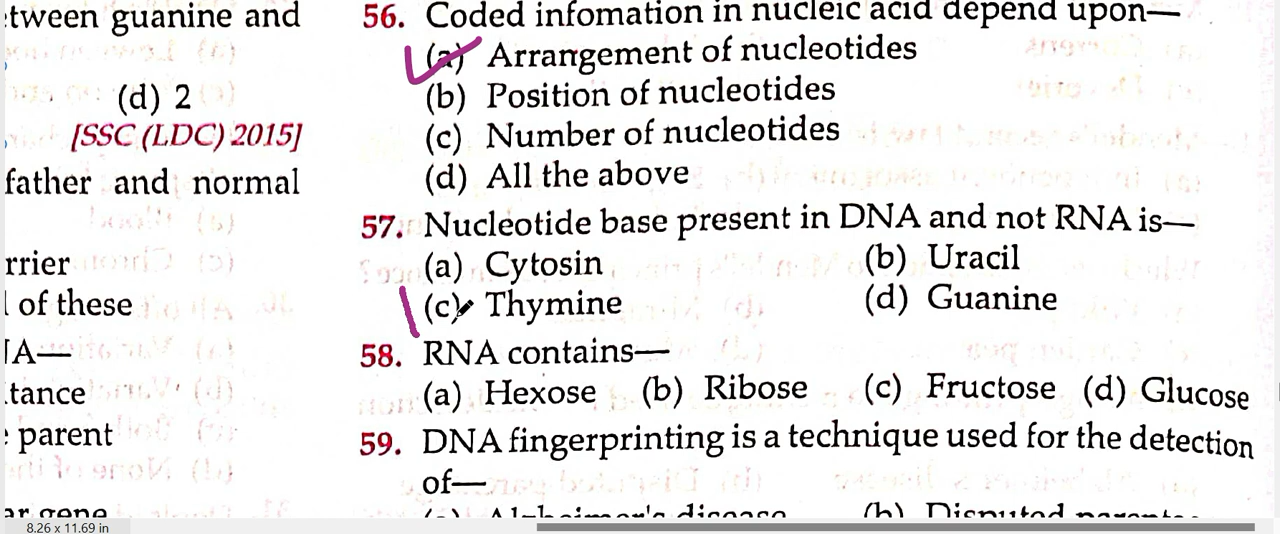 tween guanine and
(d) 2
[SSC (LDC) 2015]
father and normal
rrier
of these
A—
tance
parent
56. Coded infomation in nucleic acid depend upon—
(a) Arrangement of nucleotides
(b) Position of nucleotides
(c) Number of nucleotides
(d) All the above
57. Nucleotide base present in DNA and not RNA is—
(a) Cytosin (b) Uracil
(c) Thymine (d) Guanine
58. RNA contains—
(a) Hexose (b) Ribose (c) Fructose (d) Glucose
59. DNA fingerprinting is a technique used for the detection
of—
8.26 x 11.69 in